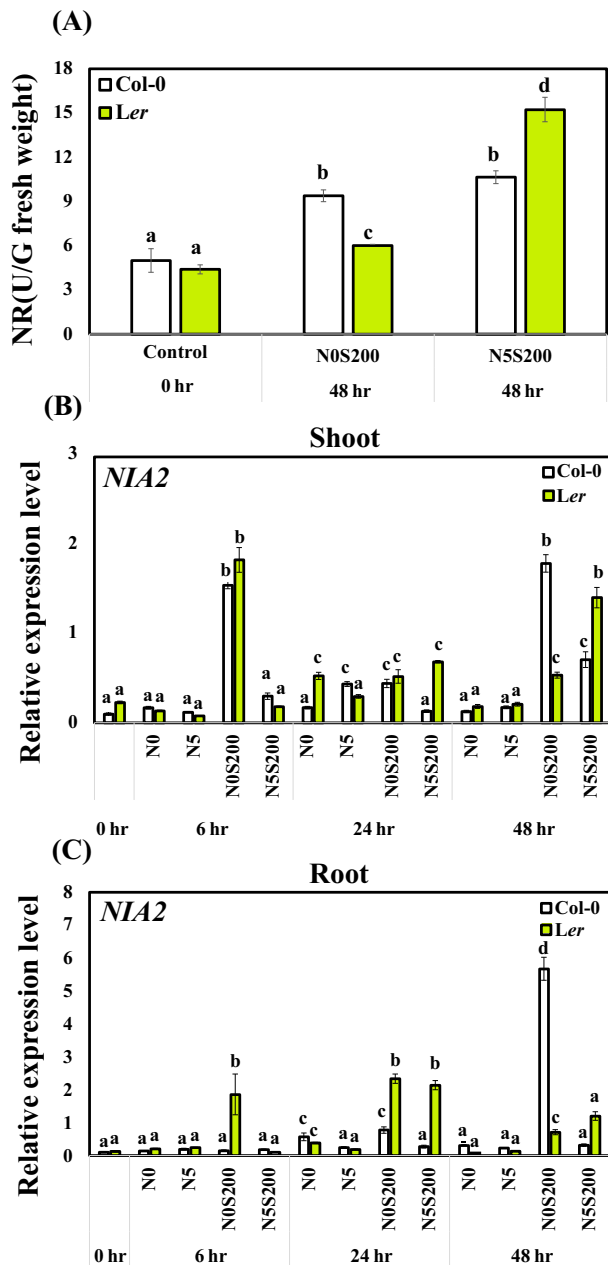 (A)
18
15
12
9
6
3
0
NR(U/G fresh weight)
Col-0
Ler
a a
b
c
b
d
Control N0S200 N5S200
0 hr 48 hr 48 hr
(B)
Shoot
3
2
1
0
Relative expression level
NIA2
Col-0
Ler
a a a a a a b b a a a c c a c c a c a a a a b c c b
N0 N5 N0S200 N5S200 N0 N5 N0S200 N5S200 N0 N5 N0S200 N5S200
0 hr 6 hr 24 hr 48 hr
(C)
Root
8
7
6
5
4
3
2
1
0
Relative expression level
NIA2
Col-0
Ler
a a a a a a a b a a c c a a c b a b a a a a d c a a
N0 N5 N0S200 N5S200 N0 N5 N0S200 N5S200 N0 N5 N0S200 N5S200
0 hr 6 hr 24 hr 48 hr